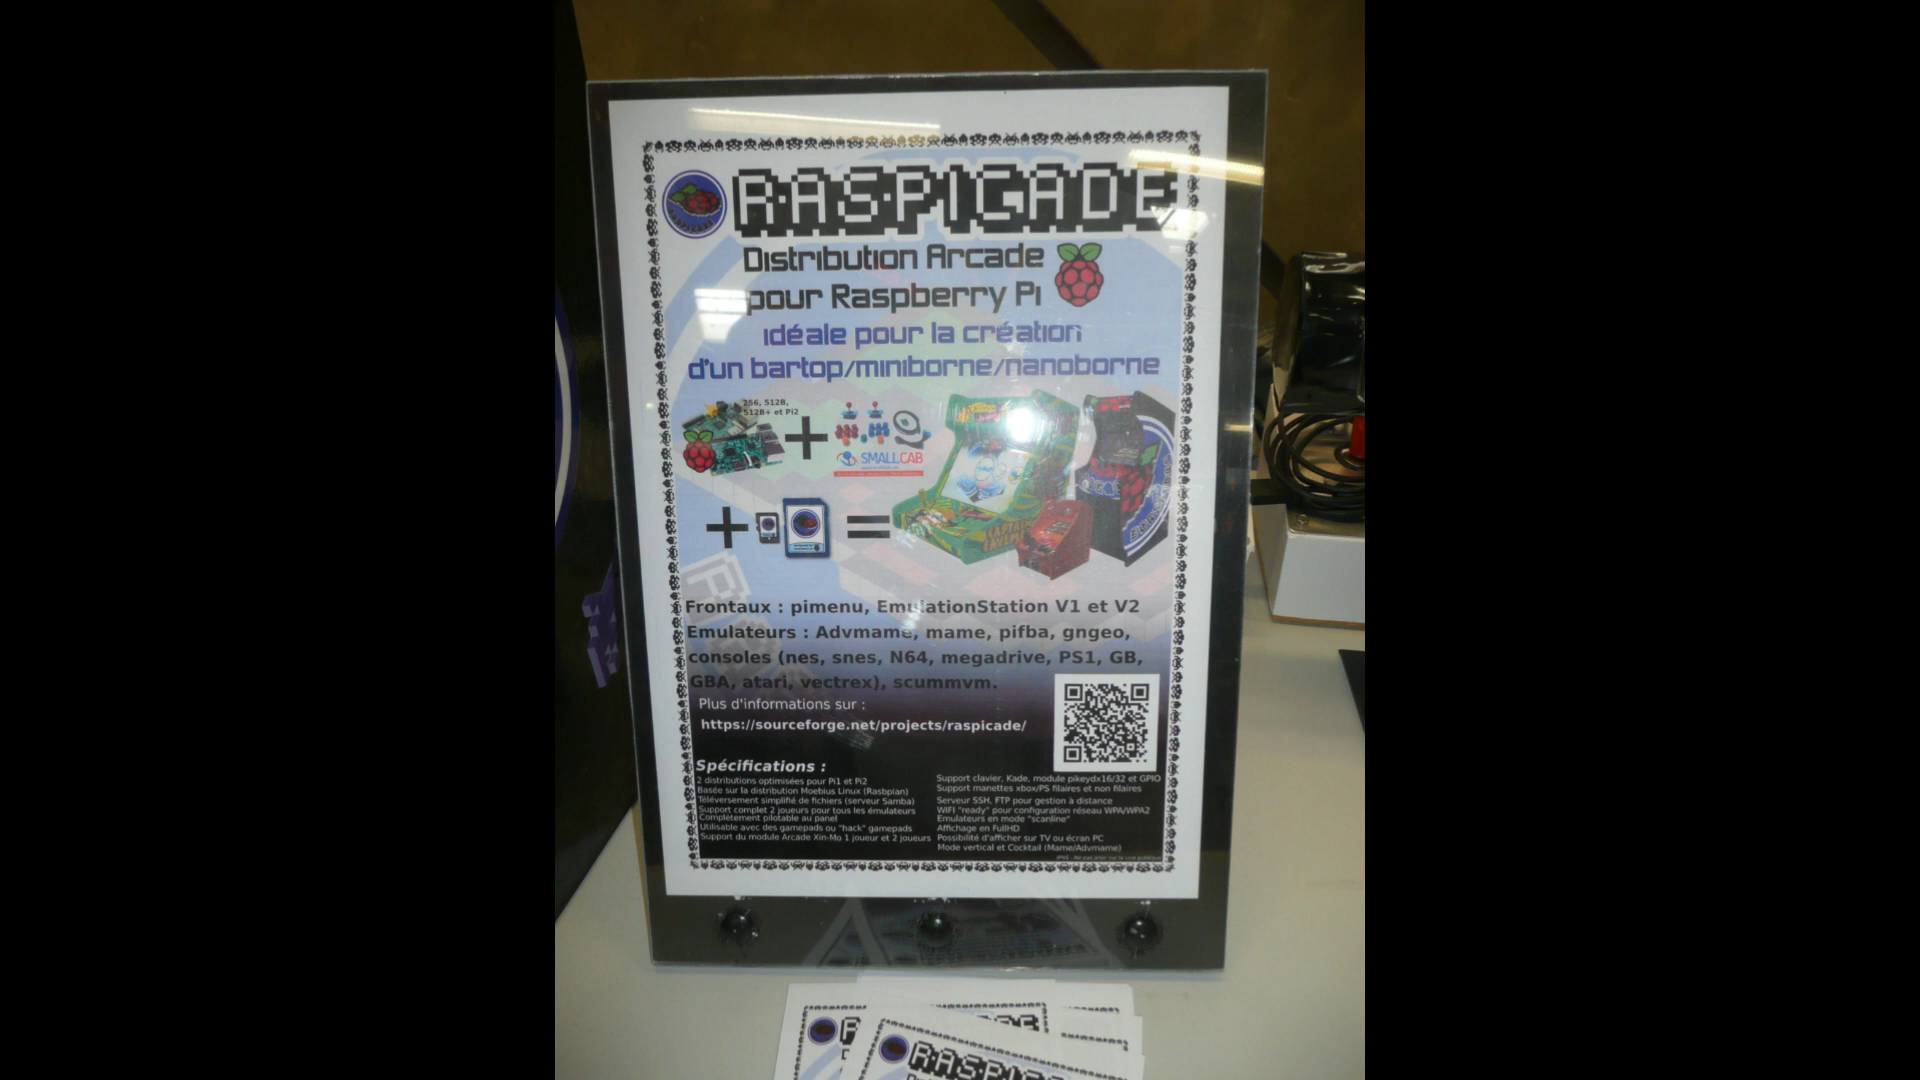 RASPICADE
Distribution Arcade
pour Raspberry Pi
idéale pour la création
d'un bartop/miniborne/nanoborne
256, 512B,
512B+ et Pi2
SMALLCAB
CAPTAIN
CAVEMAN
Frontaux : pimenu, EmulationStation V1 et V2
Emulateurs : Advmame, mame, pifba, gngeo,
consoles (nes, snes, N64, megadrive, PS1, GB,
GBA, atari, vectrex), scummvm.
Plus d'informations sur :
https://sourceforge.net/projects/raspicade/
Spécifications :
2 distributions optimisées pour Pi1 et Pi2
Basée sur la distribution Moebius Linux (Rasbpian)
Téléversement simplifié de fichiers (serveur Samba)
Support complet 2 joueurs pour tous les émulateurs
Complètement pilotable au panel
Utilisable avec des gamepads ou "hack" gamepads
Support du module Arcade Xin-Mo 1 joueur et 2 joueurs
Support clavier, Kade, module pikeydx16/32 et GPIO
Support manettes xbox/PS filaires et non filaires
Serveur SSH, FTP pour gestion à distance
WIFI "ready" pour configuration réseau WPA/WPA2
Emulateurs en mode "scanline"
Affichage en FullHD
Possibilité d'afficher sur TV ou écran PC
Mode vertical et Cocktail (Mame/Advmame)
RASPIC